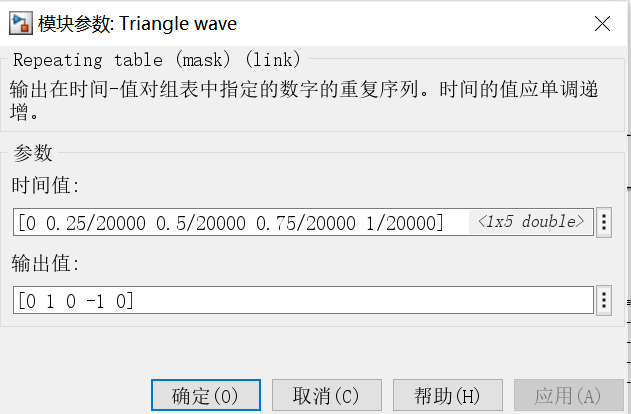 模块参数: Triangle wave
Repeating table (mask) (link)
输出在时间-值对组表中指定的数字的重复序列。时间的值应单调递
增。
参数
时间值:
[0 0.25/20000 0.5/20000 0.75/20000 1/20000] <1x5 double>
输出值:
[0 1 0 -1 0]
确定(O) 取消(C) 帮助(H) 应用(A)